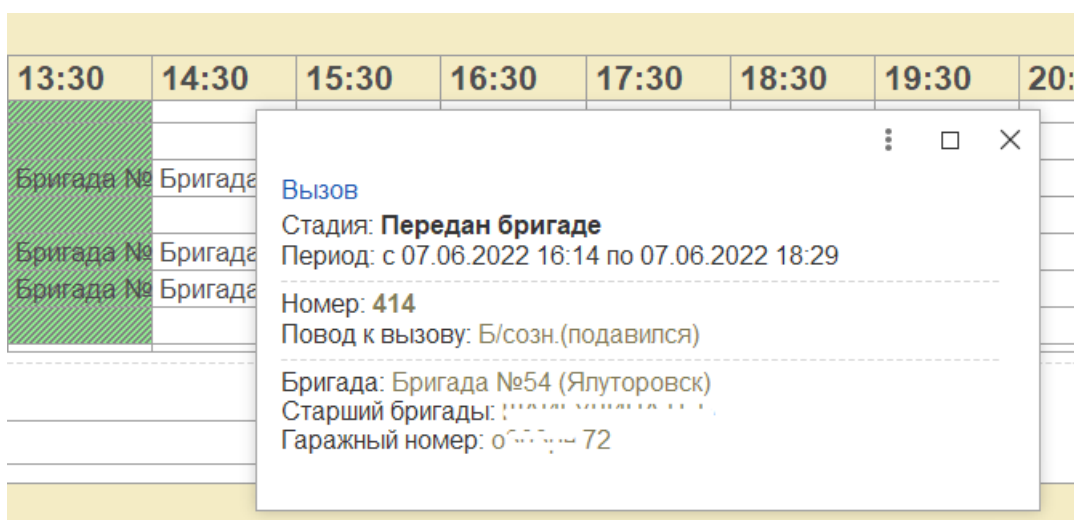 13:30 14:30 15:30 16:30 17:30 18:30 19:30 20:
Бригада № Бригада
Бригада № Бригада
Бригада № Бригада
Вызов
Стадия: Передан бригаде
Период: с 07.06.2022 16:14 по 07.06.2022 18:29
Номер: 414
Повод к вызову: Б/созн.(подавился)
Бригада: Бригада №54 (Ялуторовск)
Старший бригады:
Гаражный номер: 72